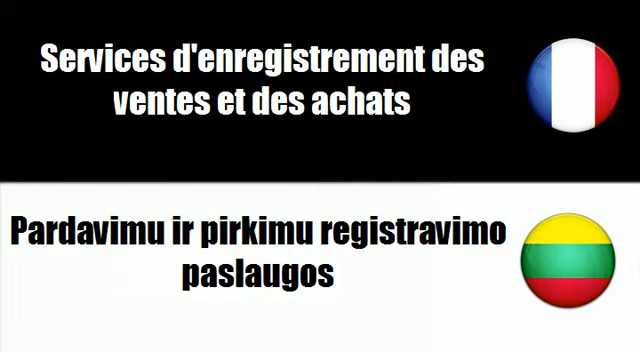 Services d'enregistrement des
ventes et des achats
Pardavimu ir pirkimu registravimo
paslaugos